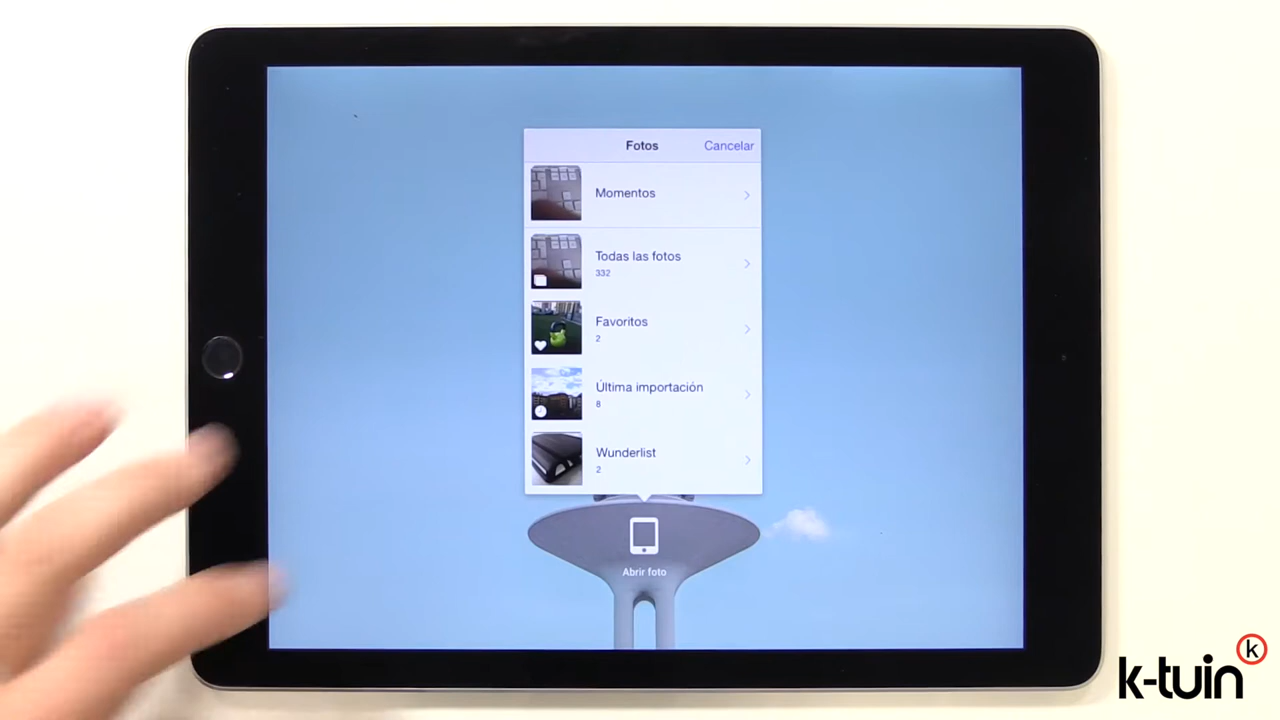 Fotos Cancelar
Momentos
Todas las fotos
332
Favoritos
2
Última importación
8
Wunderlist
2
Abrir foto
k-tuin k